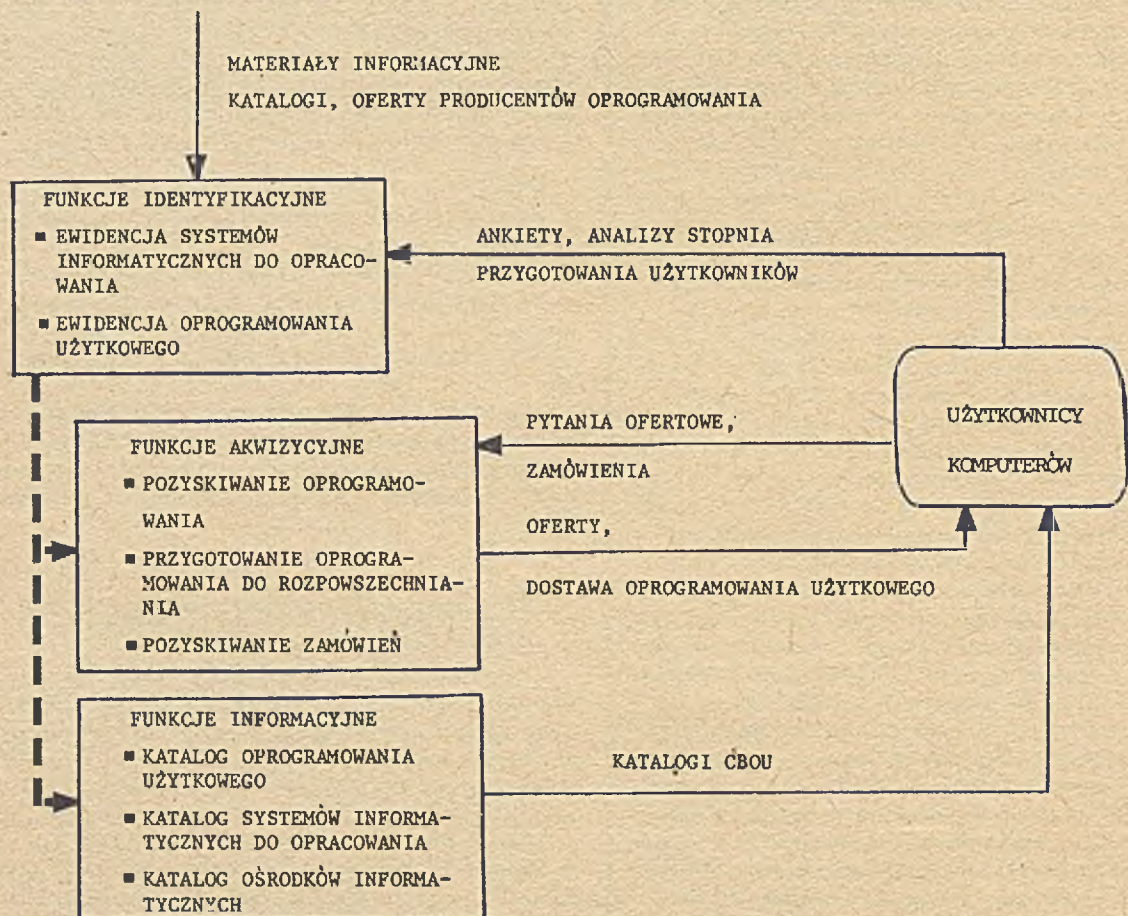 MATERIAŁY INFORMACYJNE
KATALOGI, OFERTY PRODUCENTÓW OPROGRAMOWANIA
FUNKCJE IDENTYFIKACYJNE
▪ EWIDENCJA SYSTEMÓW
INFORMATYCZNYCH DO OPRACO-
WANIA
▪ EWIDENCJA OPROGRAMOWANIA
UŻYTKOWEGO
ANKIETY, ANALIZY STOPNIA
PRZYGOTOWANIA UŻYTKOWNIKÓW
UŻYTKOWNICY
KOMPUTERÓW
FUNKCJE AKWIZYCYJNE
▪ POZYSKIWANIE OPROGRAMO-
WANIA
▪ PRZYGOTOWANIE OPROGRA-
MOWANIA DO ROZPOWSZECHNIA-
NIA
▪ POZYSKIWANIE ZAMÓWIEŃ
PYTANIA OFERTOWE,
ZAMÓWIENIA
OFERTY,
DOSTAWA OPROGRAMOWANIA UŻYTKOWEGO
FUNKCJE INFORMACYJNE
▪ KATALOG OPROGRAMOWANIA
UŻYTKOWEGO
▪ KATALOG SYSTEMÓW INFORMA-
TYCZNYCH DO OPRACOWANIA
▪ KATALOG OŚRODKÓW INFORMA-
TYCZNYCH
KATALOGI CBOU